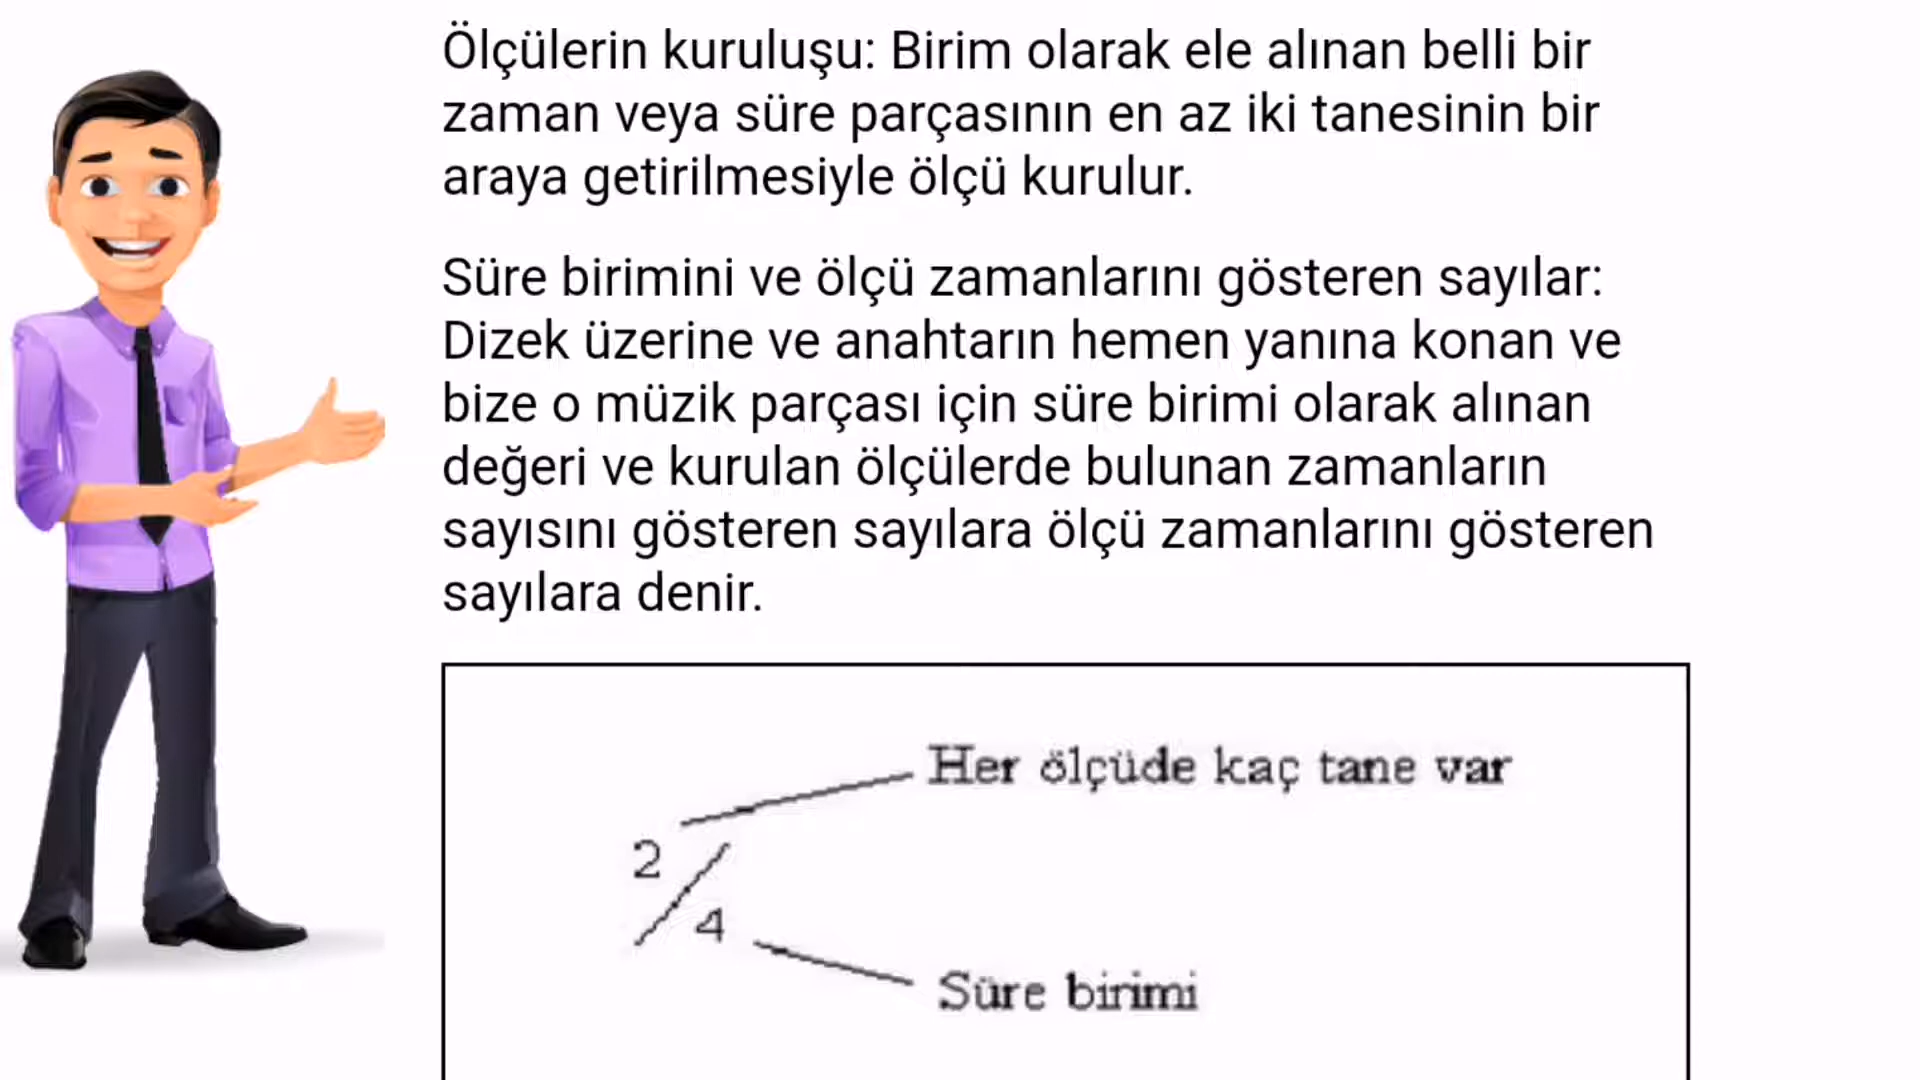 Ölçülerin kuruluşu: Birim olarak ele alınan belli bir
zaman veya süre parçasının en az iki tanesinin bir
araya getirilmesiyle ölçü kurulur.
Süre birimini ve ölçü zamanlarını gösteren sayılar:
Dizek üzerine ve anahtarın hemen yanına konan ve
bize o müzik parçası için süre birimi olarak alınan
değeri ve kurulan ölçülerde bulunan zamanların
sayısını gösteren sayılara ölçü zamanlarını gösteren
sayılara denir.
Her ölçüde kaç tane var
2
4
Süre birimi